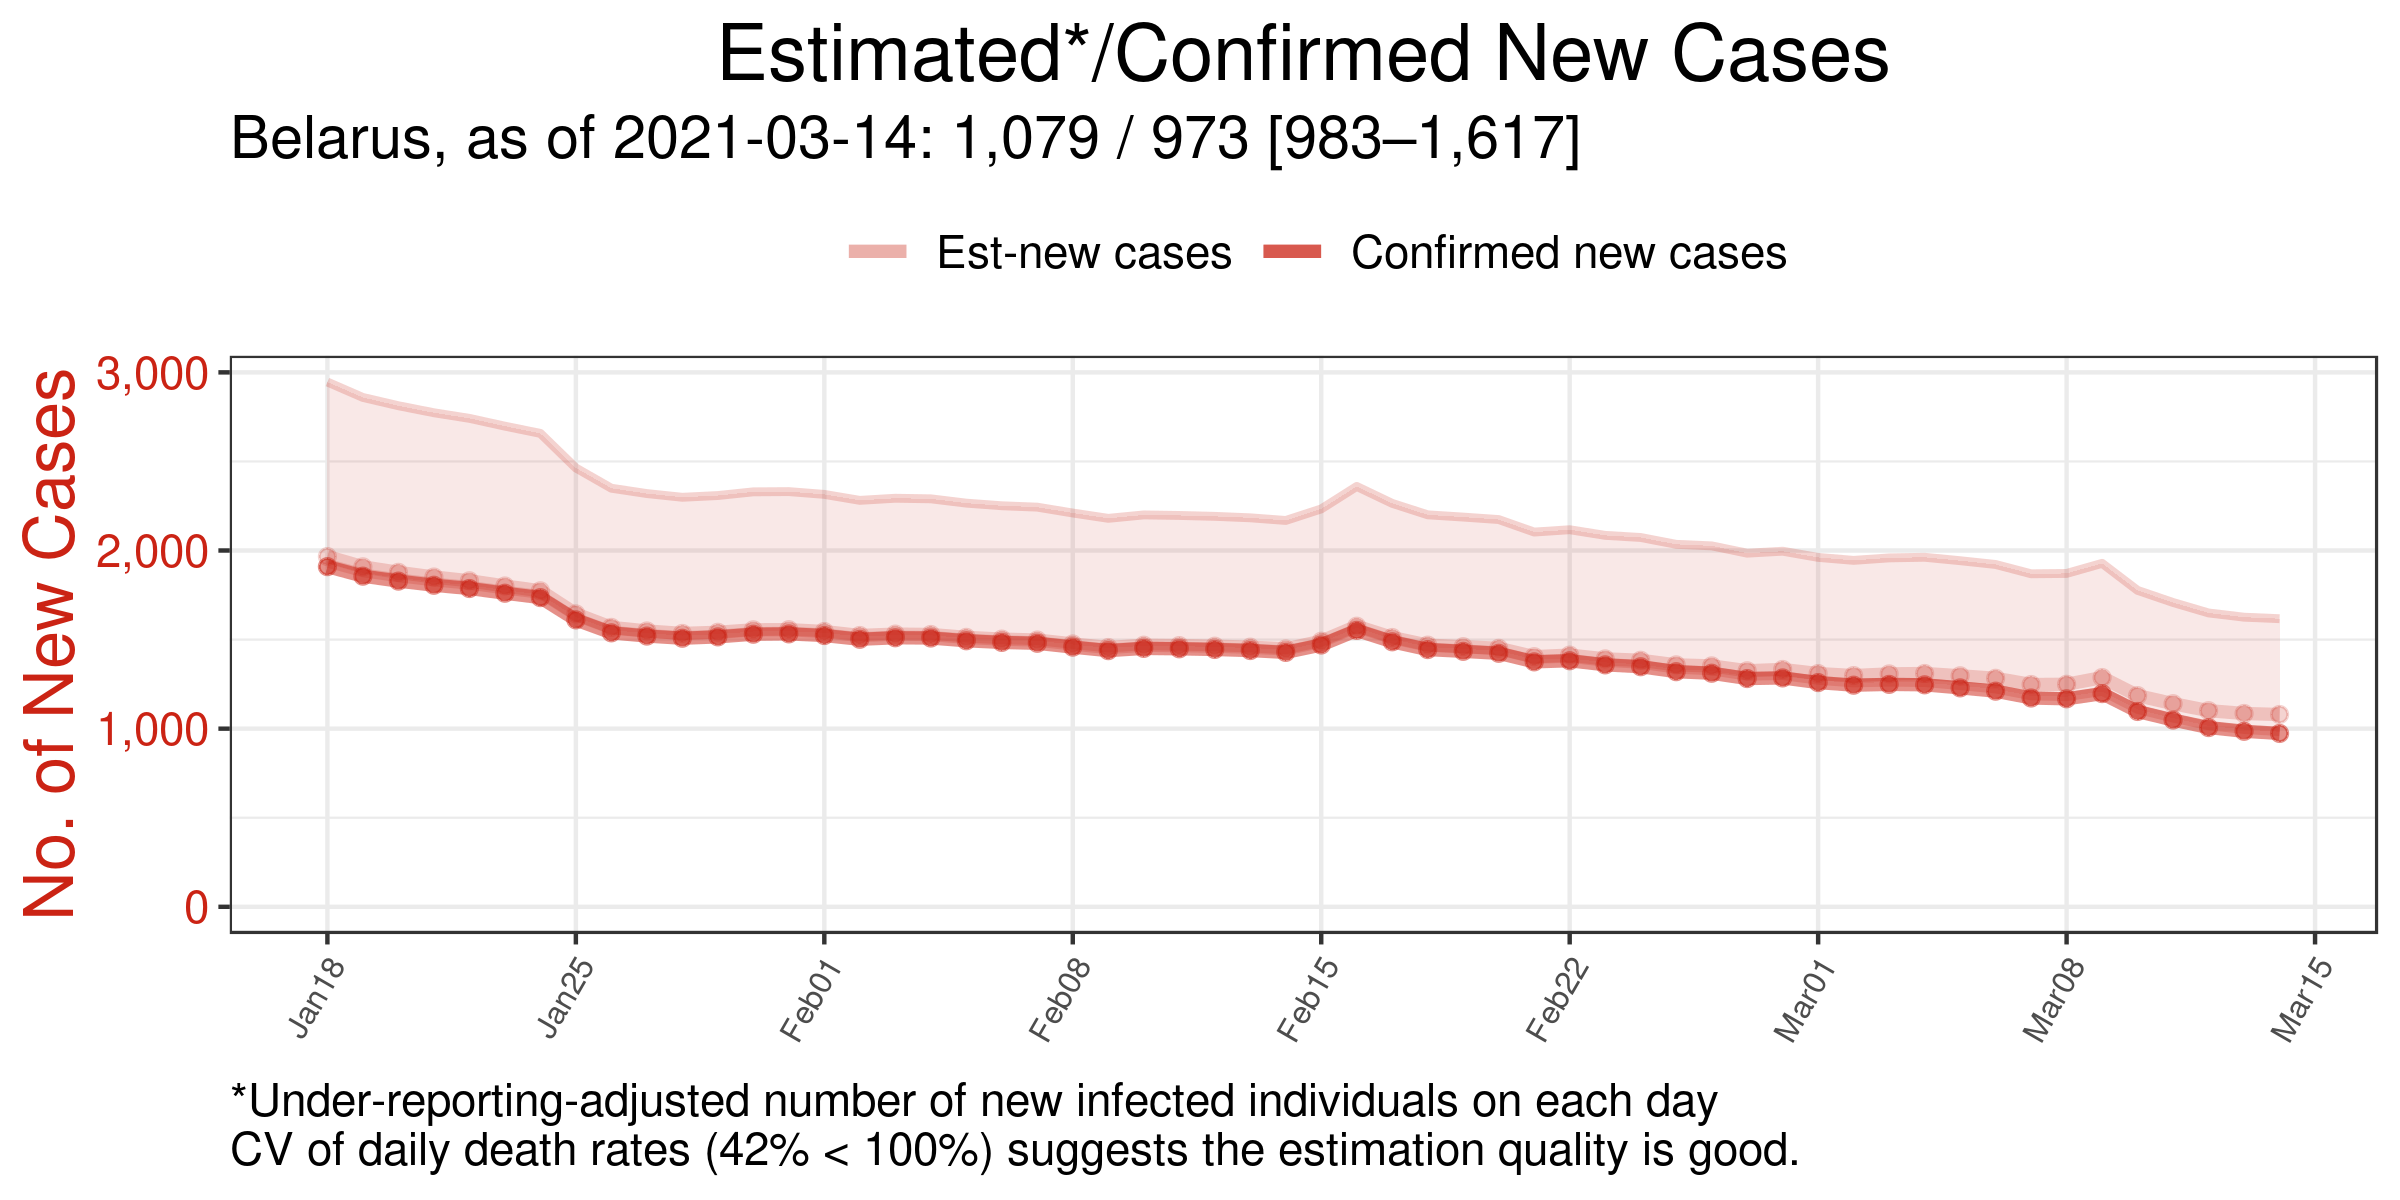 Estimated*/Confirmed New Cases
Belarus, as of 2021-03-14: 1,079 / 973 [983–1,617]
Est-new cases
Confirmed new cases
No. of New Cases
3,000
2,000
1,000
0
Jan18
Jan25
Feb01
Feb08
Feb15
Feb22
Mar01
Mar08
Mar15
*Under-reporting-adjusted number of new infected individuals on each day
CV of daily death rates (42% < 100%) suggests the estimation quality is good.